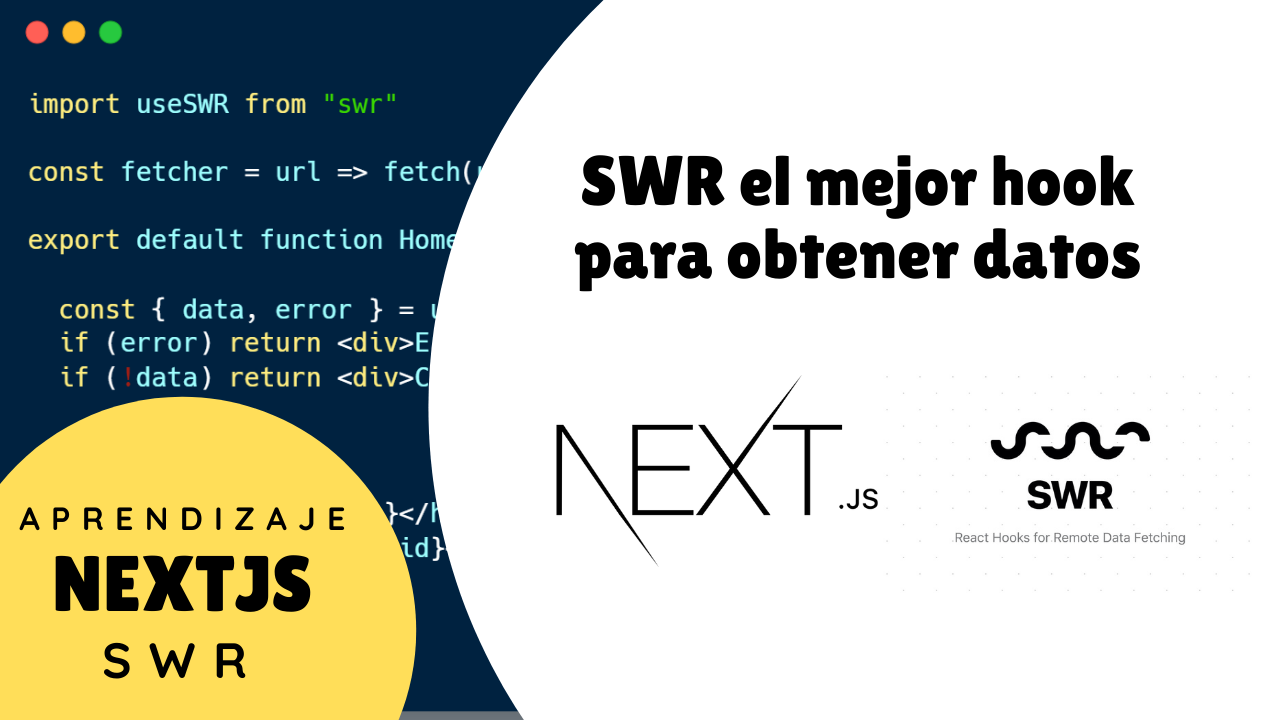 import useSWR from "swr"
const fetcher = url => fetch(
export default function Home
const { data, error } =
if (error) return <div>E
if (!data) return <div>C
}</h
id}
SWR el mejor hook
para obtener datos
NEXT.JS
SWR
React Hooks for Remote Data Fetching
APRENDIZAJE
NEXTJS
SWR